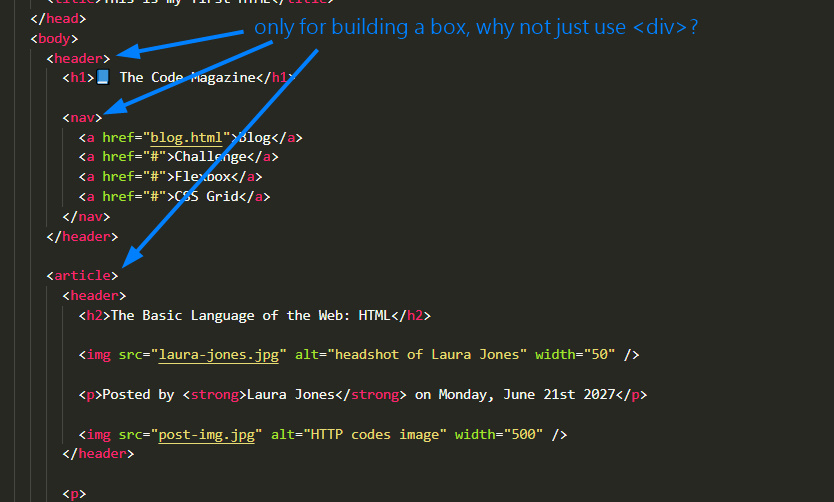 <title>This is my first HTML</title>
</head>
only for building a box, why not just use <div>?
<body>
<header>
<h1>📘 The Code Magazine</h1>
<nav>
<a href="blog.html">Blog</a>
<a href="#">Challenge</a>
<a href="#">Flexbox</a>
<a href="#">CSS Grid</a>
</nav>
</header>
<article>
<header>
<h2>The Basic Language of the Web: HTML</h2>
<img src="laura-jones.jpg" alt="headshot of Laura Jones" width="50" />
<p>Posted by <strong>Laura Jones</strong> on Monday, June 21st 2027</p>
<img src="post-img.jpg" alt="HTTP codes image" width="500" />
</header>
<p>